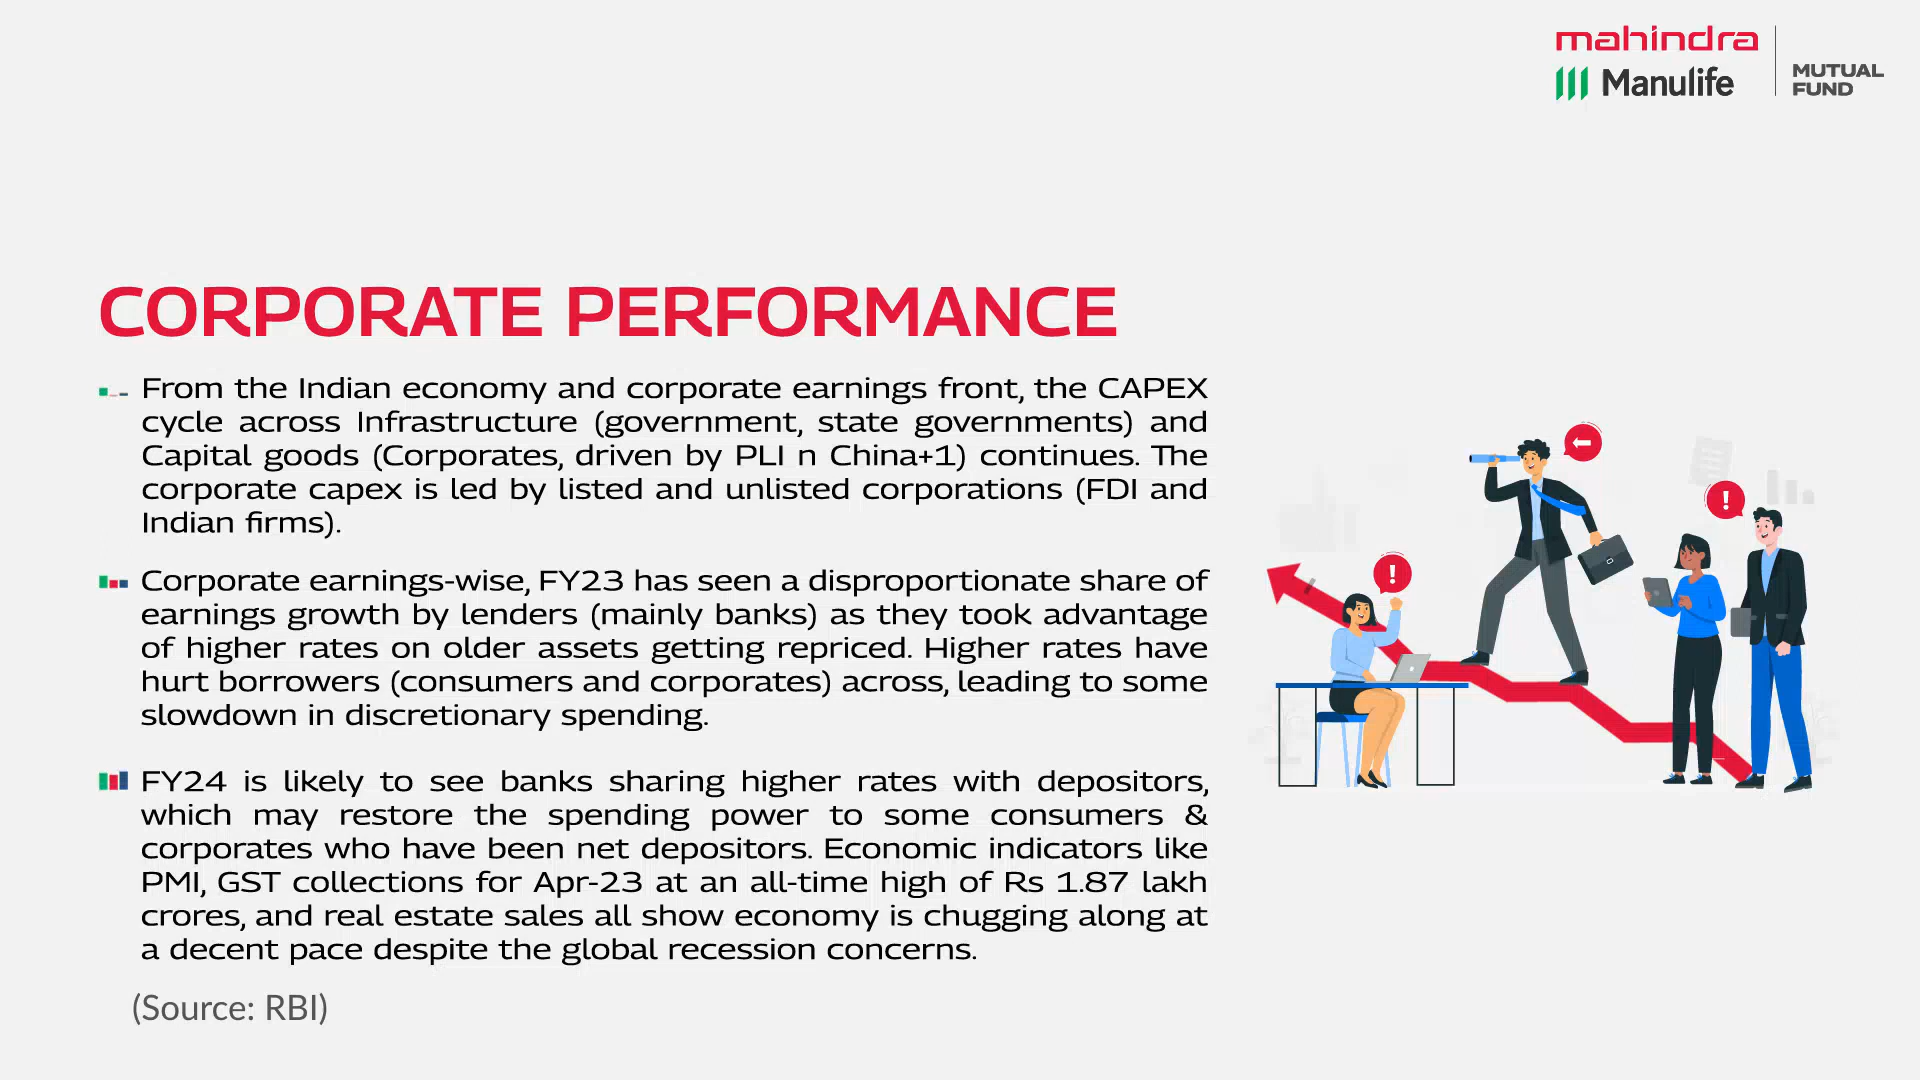 mahindra
Manulife
MUTUAL
FUND
CORPORATE PERFORMANCE
From the Indian economy and corporate earnings front, the CAPEX
cycle across Infrastructure (government, state governments) and
Capital goods (Corporates, driven by PLI n China+1) continues. The
corporate capex is led by listed and unlisted corporations (FDI and
Indian firms).
Corporate earnings-wise, FY23 has seen a disproportionate share of
earnings growth by lenders (mainly banks) as they took advantage
of higher rates on older assets getting repriced. Higher rates have
hurt borrowers (consumers and corporates) across, leading to some
slowdown in discretionary spending.
FY24 is likely to see banks sharing higher rates with depositors,
which may restore the spending power to some consumers &
corporates who have been net depositors. Economic indicators like
PMI, GST collections for Apr-23 at an all-time high of Rs 1.87 lakh
crores, and real estate sales all show economy is chugging along at
a decent pace despite the global recession concerns.
(Source: RBI)